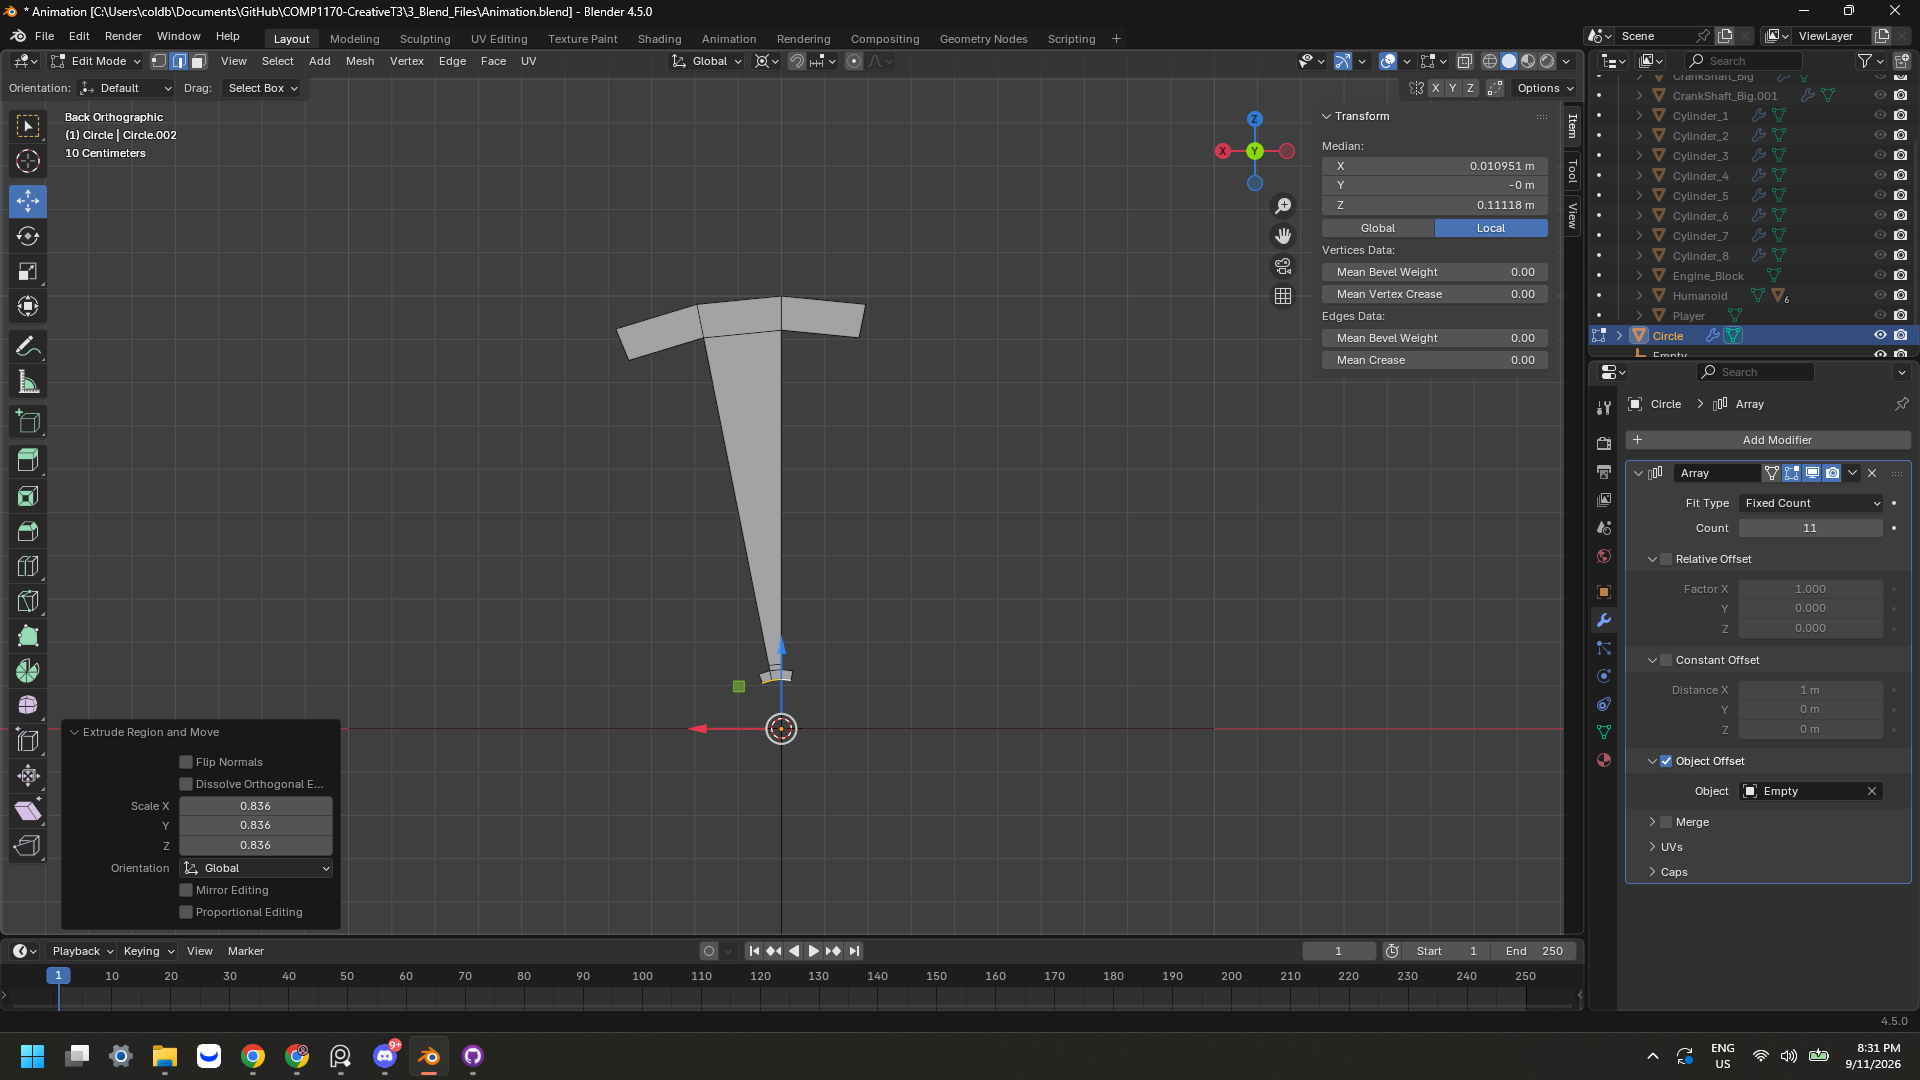 * Animation [C:\Users\coldb\Documents\GitHub\COMP1170-CreativeT3\3_Blend_Files\Animation.blend] - Blender 4.5.0
File Edit Render Window Help Layout Modeling Sculpting UV Editing Texture Paint Shading Animation Rendering Compositing Geometry Nodes Scripting + Scene ViewLayer
Edit Mode View Select Add Mesh Vertex Edge Face UV Global Search
Orientation: Default Drag: Select Box X Y Z Options
Back Orthographic
(1) Circle | Circle.002
10 Centimeters
Z
X
Y
Transform
Median:
X 0.010951 m
Y -0 m
Z 0.11118 m
Global Local
Vertices Data:
Mean Bevel Weight 0.00
Mean Vertex Crease 0.00
Edges Data:
Mean Bevel Weight 0.00
Mean Crease 0.00
Item
Tool
View
CrankShaft_Big
CrankShaft_Big.001
Cylinder_1
Cylinder_2
Cylinder_3
Cylinder_4
Cylinder_5
Cylinder_6
Cylinder_7
Cylinder_8
Engine_Block
Humanoid 6
Player
Circle
Empty
Search
Circle Array
Add Modifier
Array
Fit Type Fixed Count
Count 11
Relative Offset
Factor X 1.000
Y 0.000
Z 0.000
Constant Offset
Distance X 1 m
Y 0 m
Z 0 m
Object Offset
Object Empty
Merge
UVs
Caps
Extrude Region and Move
Flip Normals
Dissolve Orthogonal E...
Scale X 0.836
Y 0.836
Z 0.836
Orientation Global
Mirror Editing
Proportional Editing
Playback Keying View Marker 1 Start 1 End 250
1 10 20 30 40 50 60 70 80 90 100 110 120 130 140 150 160 170 180 190 200 210 220 230 240 250
4.5.0
9+
ENG
US
8:31 PM
9/11/2026